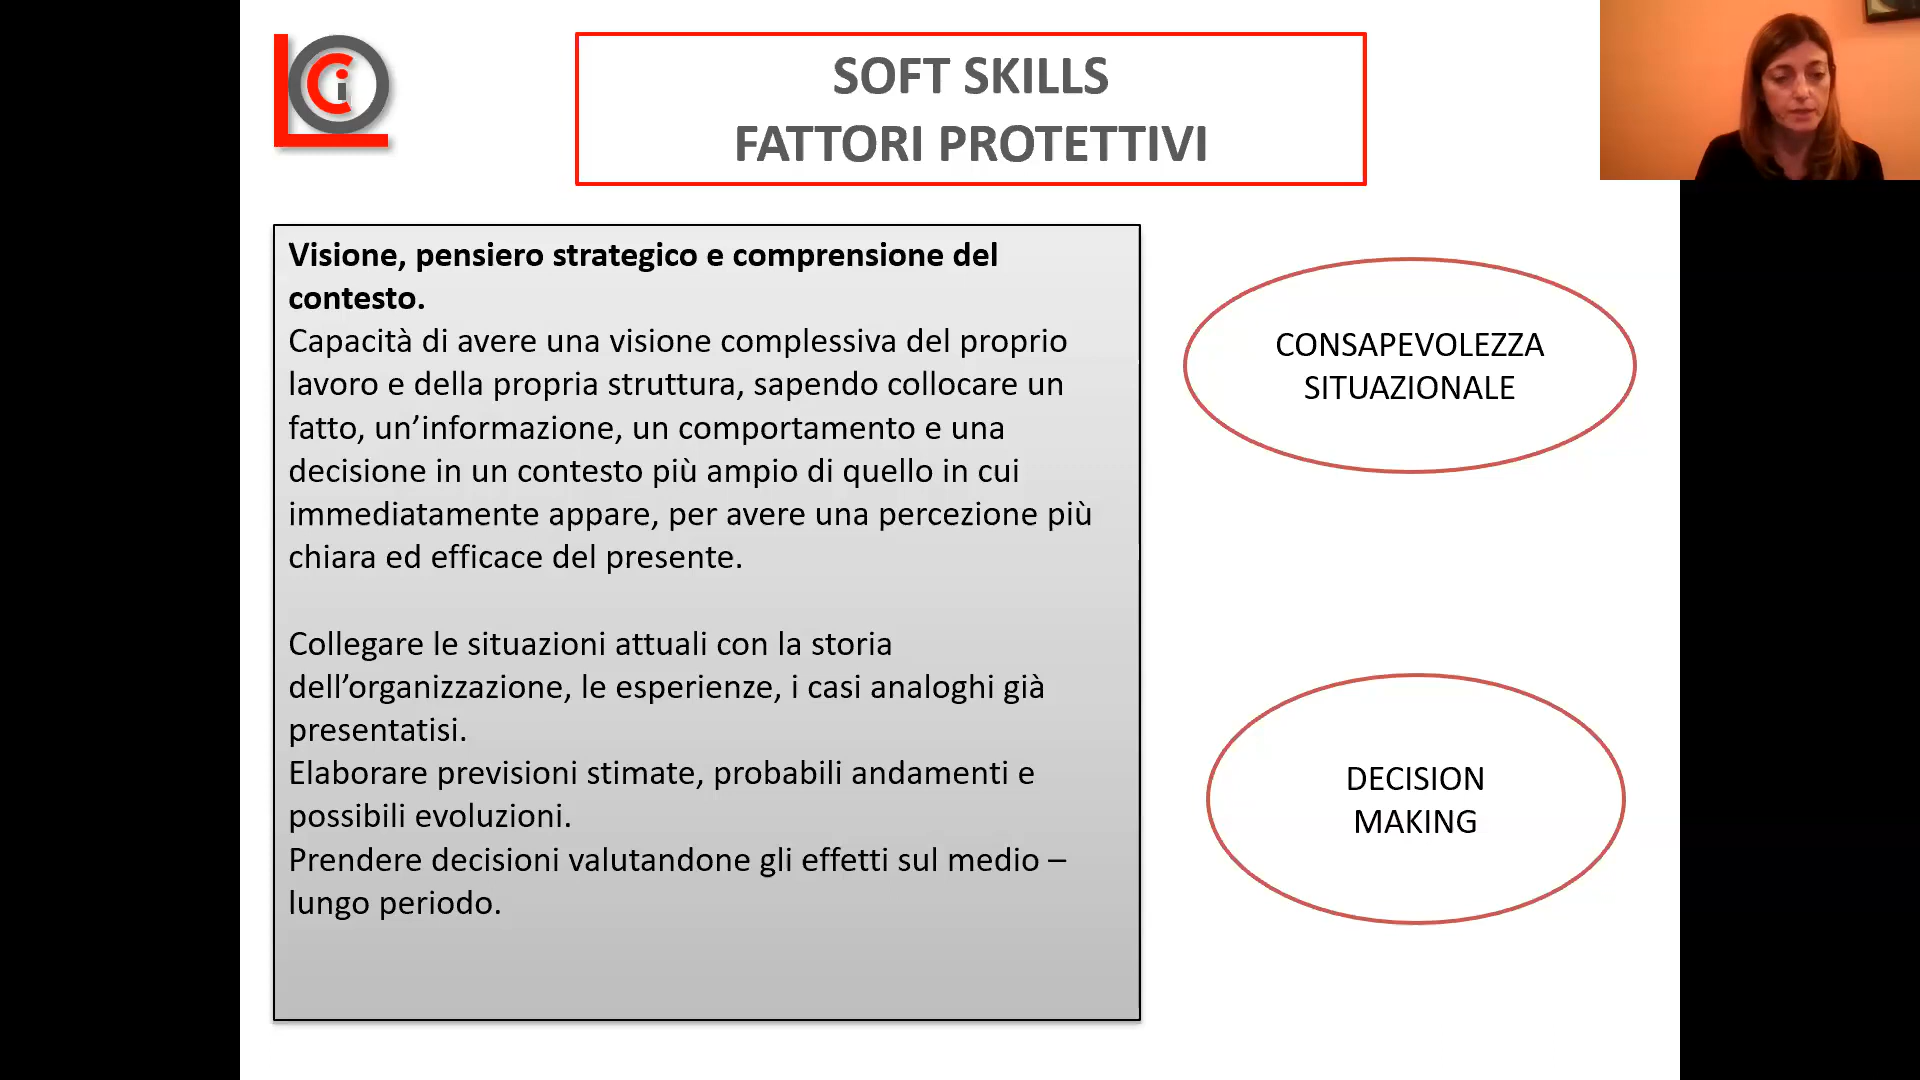 Ci
SOFT SKILLS
FATTORI PROTETTIVI
Visione, pensiero strategico e comprensione del
contesto.
Capacità di avere una visione complessiva del proprio
lavoro e della propria struttura, sapendo collocare un
fatto, un’informazione, un comportamento e una
decisione in un contesto più ampio di quello in cui
immediatamente appare, per avere una percezione più
chiara ed efficace del presente.
Collegare le situazioni attuali con la storia
dell’organizzazione, le esperienze, i casi analoghi già
presentatisi.
Elaborare previsioni stimate, probabili andamenti e
possibili evoluzioni.
Prendere decisioni valutandone gli effetti sul medio –
lungo periodo.
CONSAPEVOLEZZA
SITUAZIONALE
DECISION
MAKING